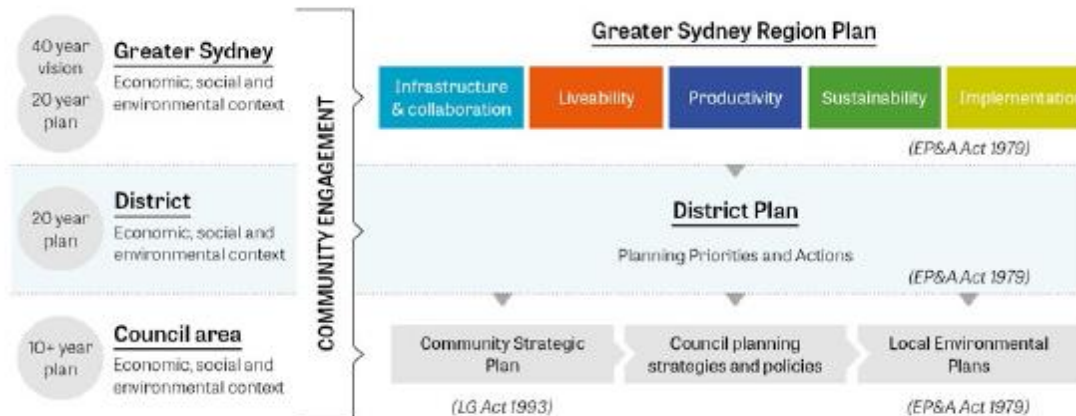 40 year
vision
20 year
plan
Greater Sydney
Economic, social and
environmental context
COMMUNITY ENGAGEMENT
Greater Sydney Region Plan
Infrastructure
& collaboration
Liveability
Productivity
Sustainability
Implementation
(EP&A Act 1979)
20 year
plan
District
Economic, social and
environmental context
District Plan
Planning Priorities and Actions
(EP&A Act 1979)
10+ year
plan
Council area
Economic, social and
environmental context
Community Strategic
Plan
Council planning
strategies and policies
Local Environmental
Plans
(LG Act 1993)
(EP&A Act 1979)